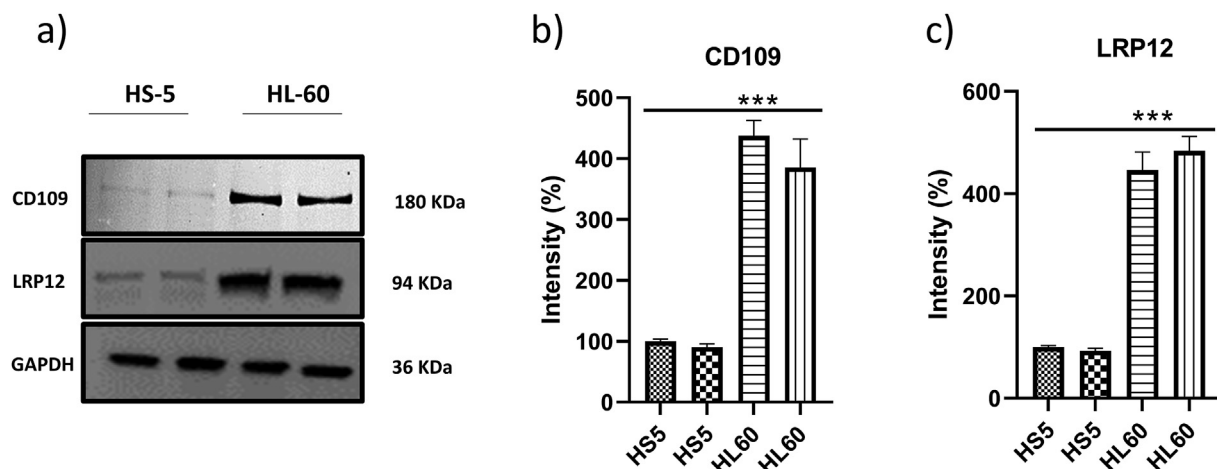 a)
HS-5 HL-60
CD109 180 KDa
LRP12 94 KDa
GAPDH 36 KDa
b)
CD109
***
Intensity (%)
500
400
300
200
100
0
HS5 HS5 HL60 HL60
c)
LRP12
***
Intensity (%)
600
400
200
0
HS5 HS5 HL60 HL60